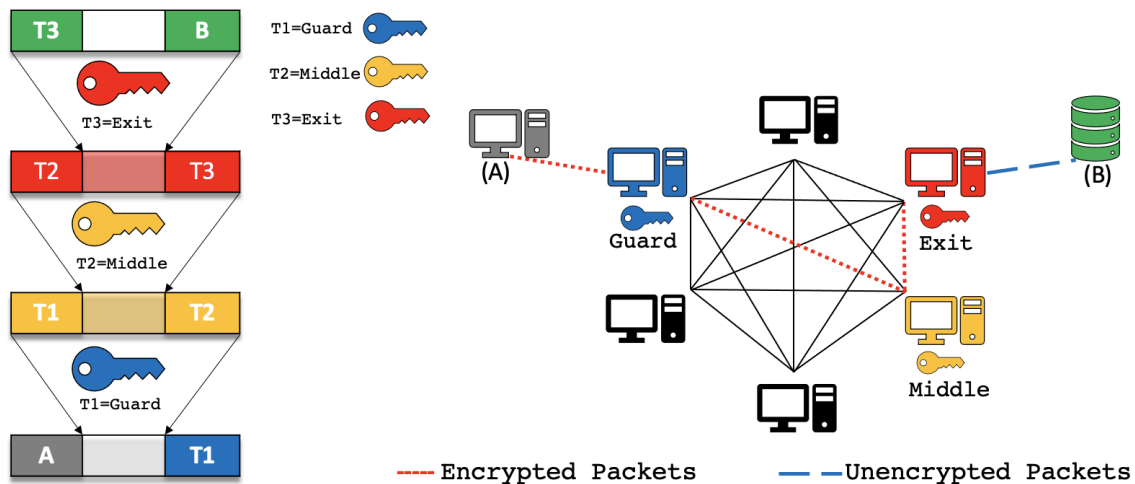 T3 B
T3=Exit
T2 T3
T2=Middle
T1 T2
T1=Guard
A T1
T1=Guard
T2=Middle
T3=Exit
(A)
Guard
Exit
(B)
Middle
Encrypted Packets
Unencrypted Packets